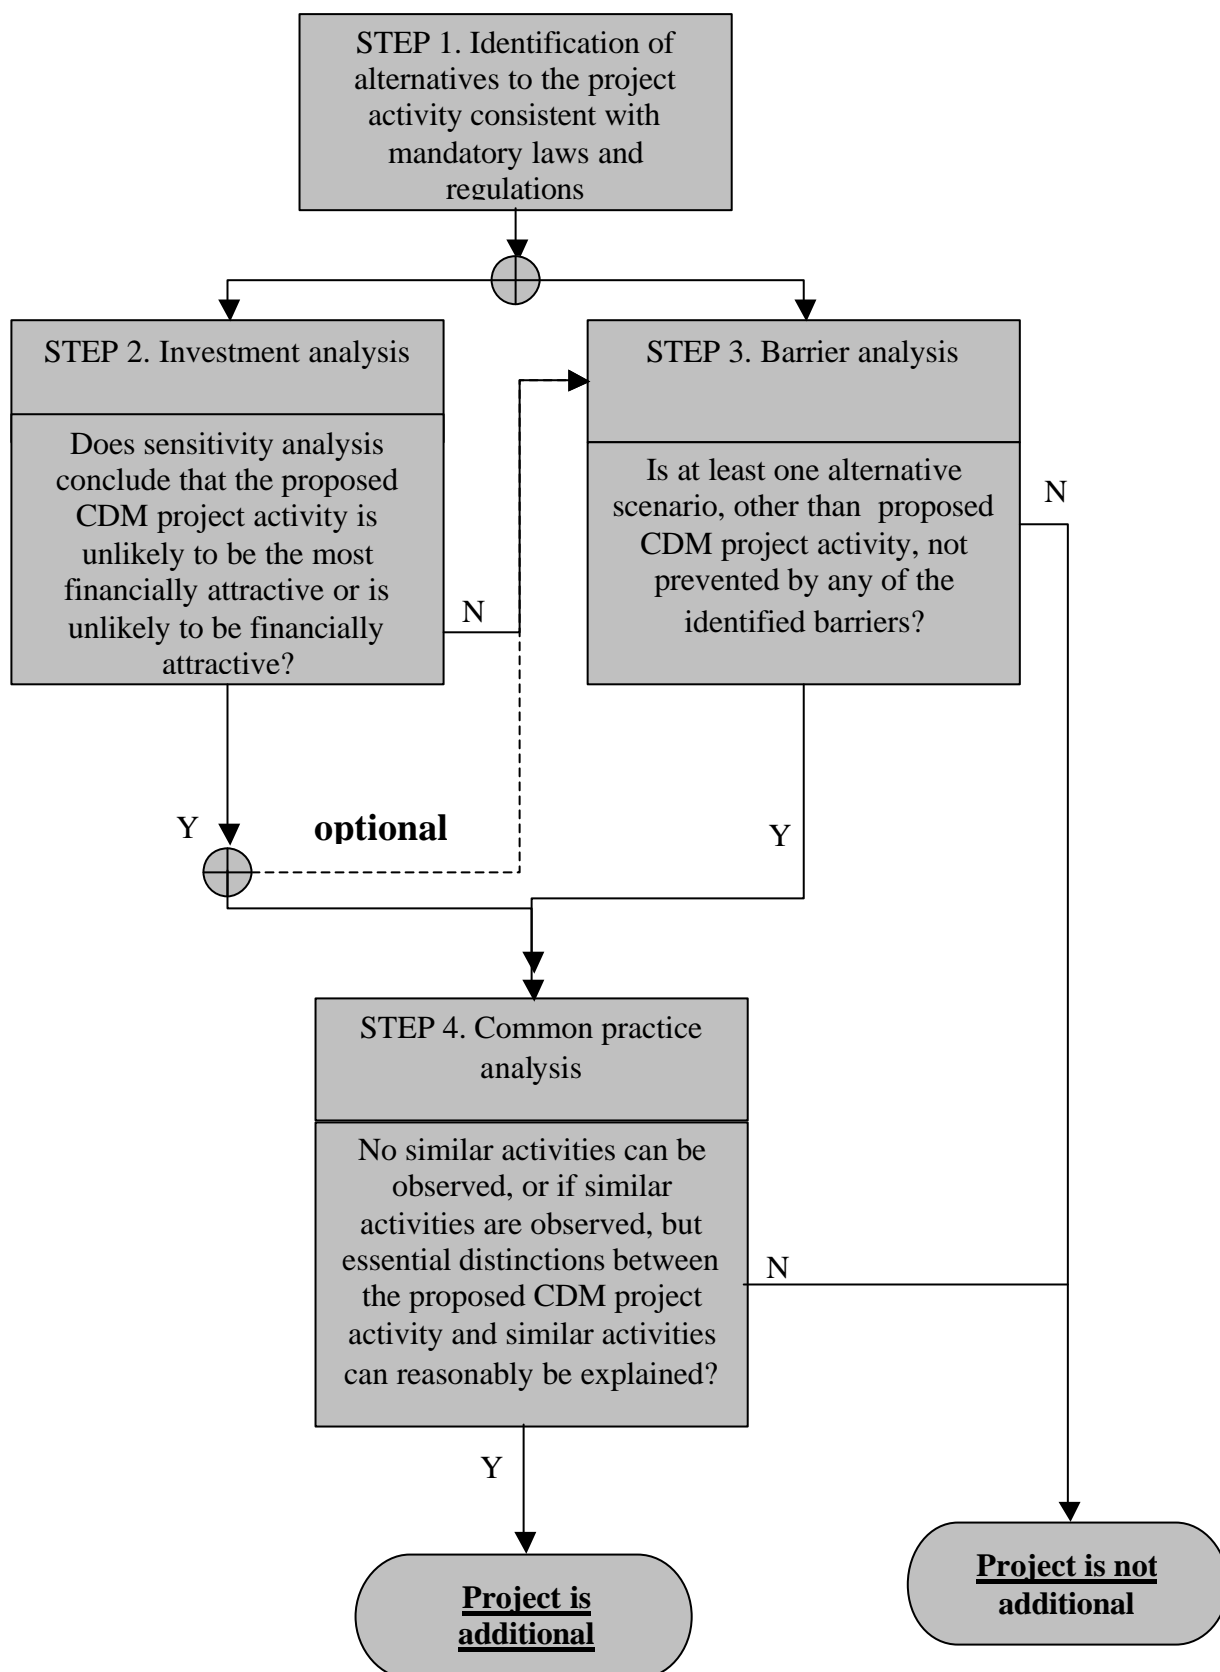 STEP 1. Identification of
alternatives to the project
activity consistent with
mandatory laws and
regulations
STEP 2. Investment analysis
Does sensitivity analysis
conclude that the proposed
CDM project activity is
unlikely to be the most
financially attractive or is
unlikely to be financially
attractive?
N
Y
optional
STEP 3. Barrier analysis
Is at least one alternative
scenario, other than proposed
CDM project activity, not
prevented by any of the
identified barriers?
N
Y
STEP 4. Common practice
analysis
No similar activities can be
observed, or if similar
activities are observed, but
essential distinctions between
the proposed CDM project
activity and similar activities
can reasonably be explained?
N
Y
Project is
additional
Project is not
additional